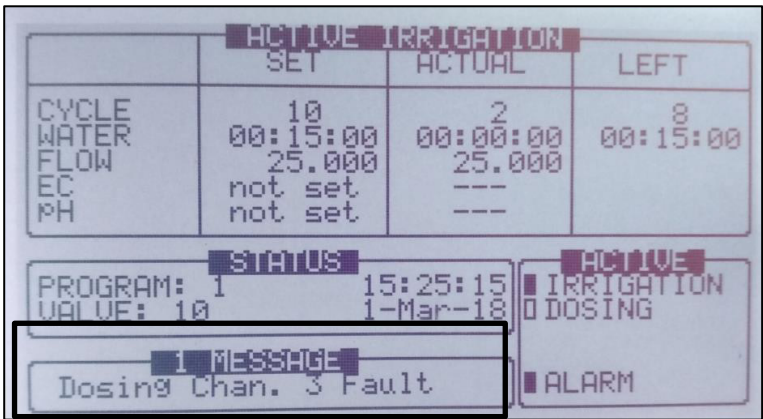 ACTIVE IRRIGATION
SET ACTUAL LEFT
CYCLE 10 2 8
WATER 00:15:00 00:00:00 00:15:00
FLOW 25.000 25.000
EC not set ---
pH not set ---
STATUS
PROGRAM: 1 15:25:15
VALVE: 10 1-Mar-18
ACTIVE
IRRIGATION
DOSING
ALARM
1 MESSAGE
Dosing Chan. 3 Fault